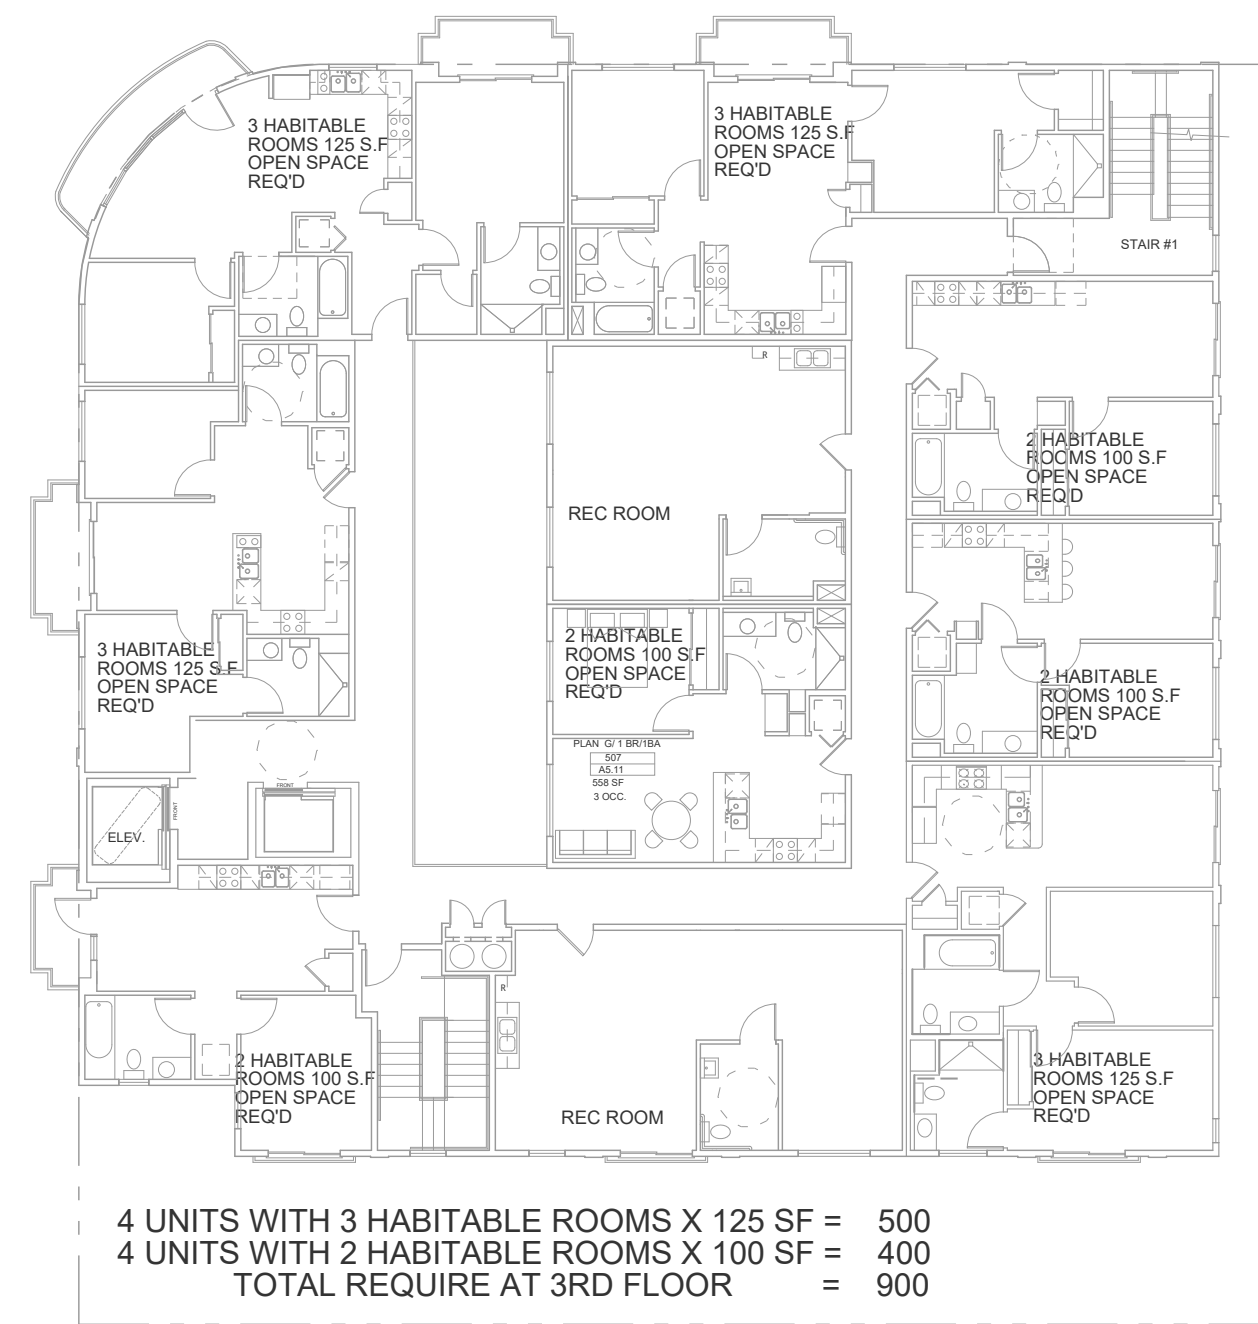 3 HABITABLE
ROOMS 125 S.F
OPEN SPACE
REQ'D
3 HABITABLE
ROOMS 125 S.F
OPEN SPACE
REQ'D
STAIR #1
R
2 HABITABLE
ROOMS 100 S.F
OPEN SPACE
REQ'D
REC ROOM
3 HABITABLE
ROOMS 125 S.F
OPEN SPACE
REQ'D
2 HABITABLE
ROOMS 100 S.F
OPEN SPACE
REQ'D
2 HABITABLE
ROOMS 100 S.F
OPEN SPACE
REQ'D
PLAN G/ 1 BR/1BA
507
A5.11
558 SF
3 OCC.
FRONT
FRONT
ELEV.
R
2 HABITABLE
ROOMS 100 S.F
OPEN SPACE
REQ'D
REC ROOM
3 HABITABLE
ROOMS 125 S.F
OPEN SPACE
REQ'D
4 UNITS WITH 3 HABITABLE ROOMS X 125 SF = 500
4 UNITS WITH 2 HABITABLE ROOMS X 100 SF = 400
TOTAL REQUIRE AT 3RD FLOOR = 900